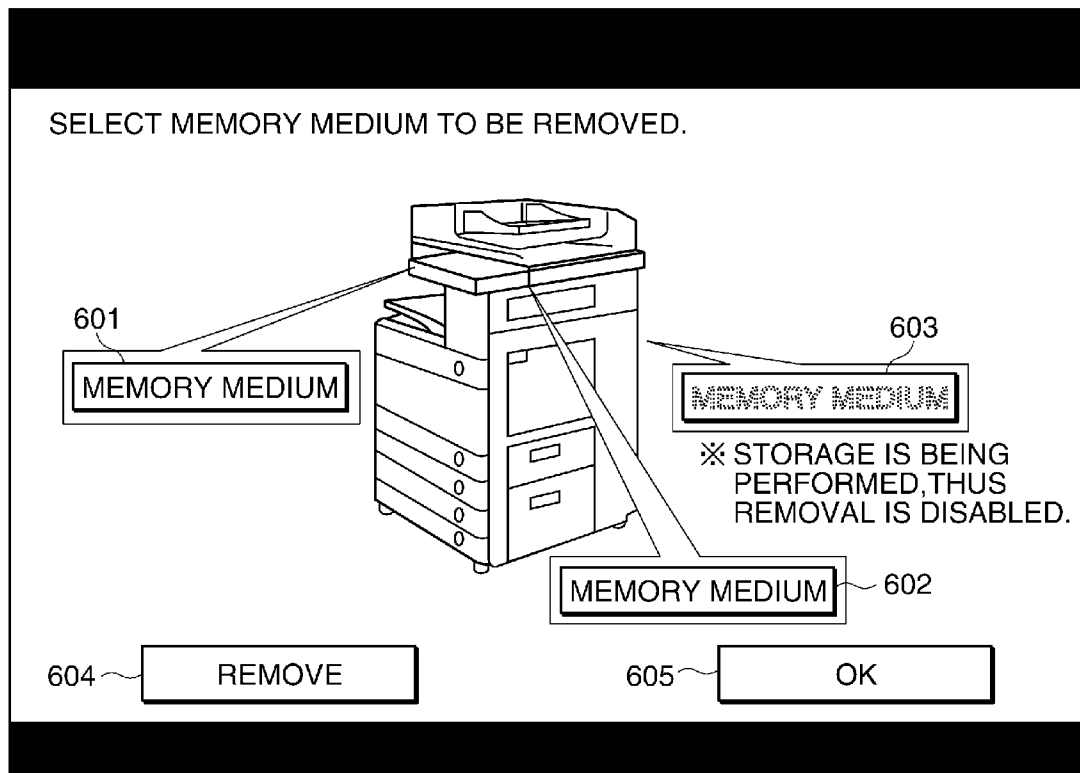 SELECT MEMORY MEDIUM TO BE REMOVED.
601
MEMORY MEDIUM
603
MEMORY MEDIUM
※ STORAGE IS BEING
PERFORMED,THUS
REMOVAL IS DISABLED.
MEMORY MEDIUM
602
604
REMOVE
605
OK